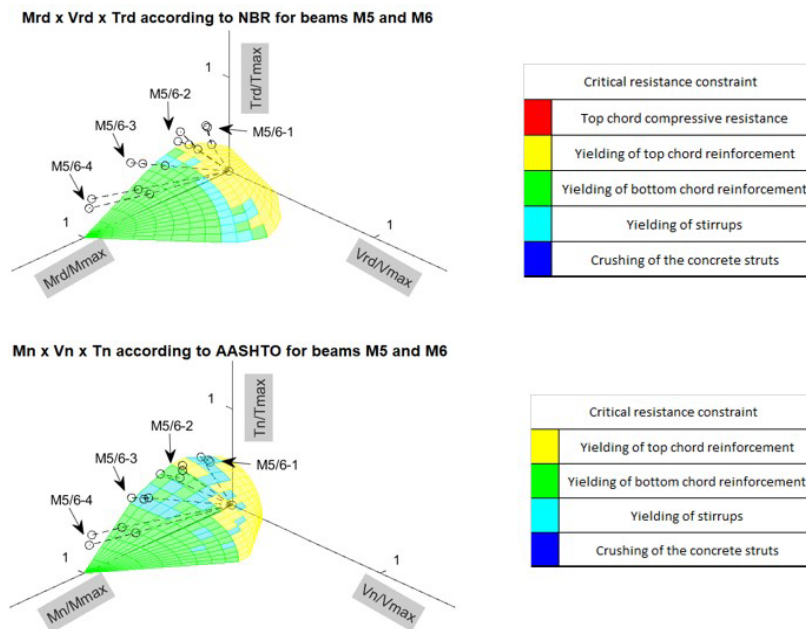 Mrd x Vrd x Trd according to NBR for beams M5 and M6
1
Trd/Tmax
M5/6-2
M5/6-1
M5/6-3
M5/6-4
1
1
Mrd/Mmax
Vrd/Vmax
Critical resistance constraint
Top chord compressive resistance
Yielding of top chord reinforcement
Yielding of bottom chord reinforcement
Yielding of stirrups
Crushing of the concrete struts
Mn x Vn x Tn according to AASHTO for beams M5 and M6
1
Tn/Tmax
M5/6-2
M5/6-3
M5/6-1
M5/6-4
1
1
Mn/Mmax
Vn/Vmax
Critical resistance constraint
Yielding of top chord reinforcement
Yielding of bottom chord reinforcement
Yielding of stirrups
Crushing of the concrete struts